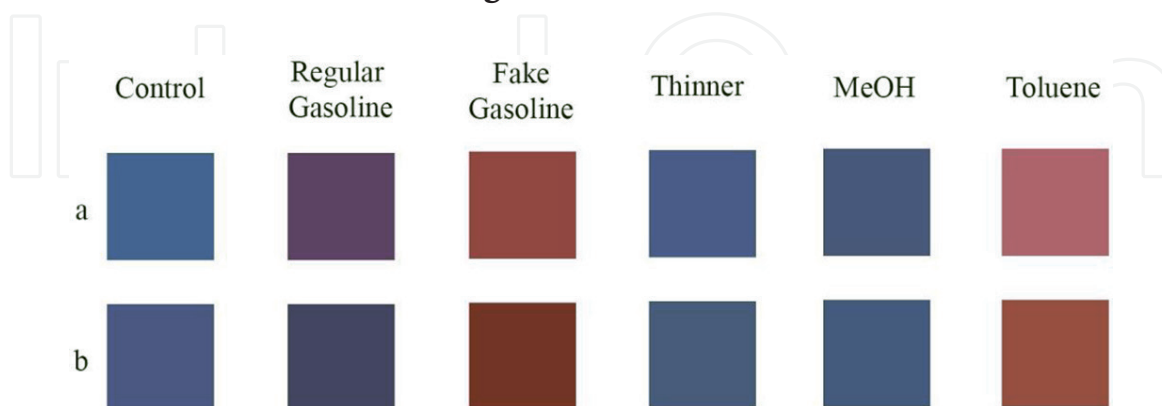 Control
Regular
Gasoline
Fake
Gasoline
Thinner
MeOH
Toluene
a
b